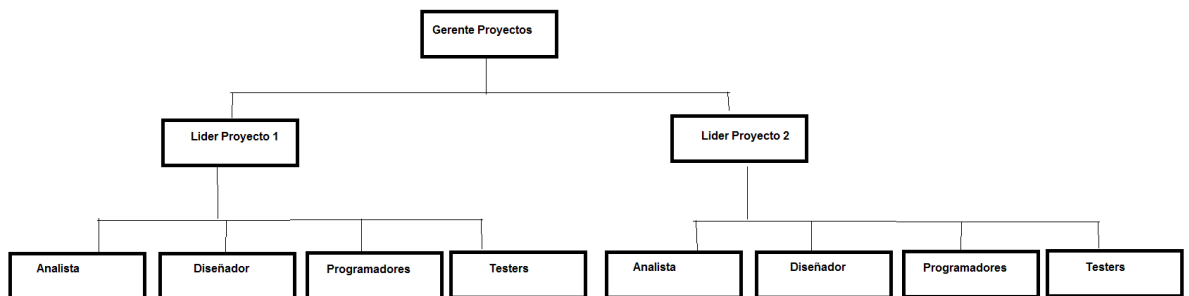 Gerente Proyectos
Lider Proyecto 1
Lider Proyecto 2
Analista
Diseñador
Programadores
Testers
Analista
Diseñador
Programadores
Testers